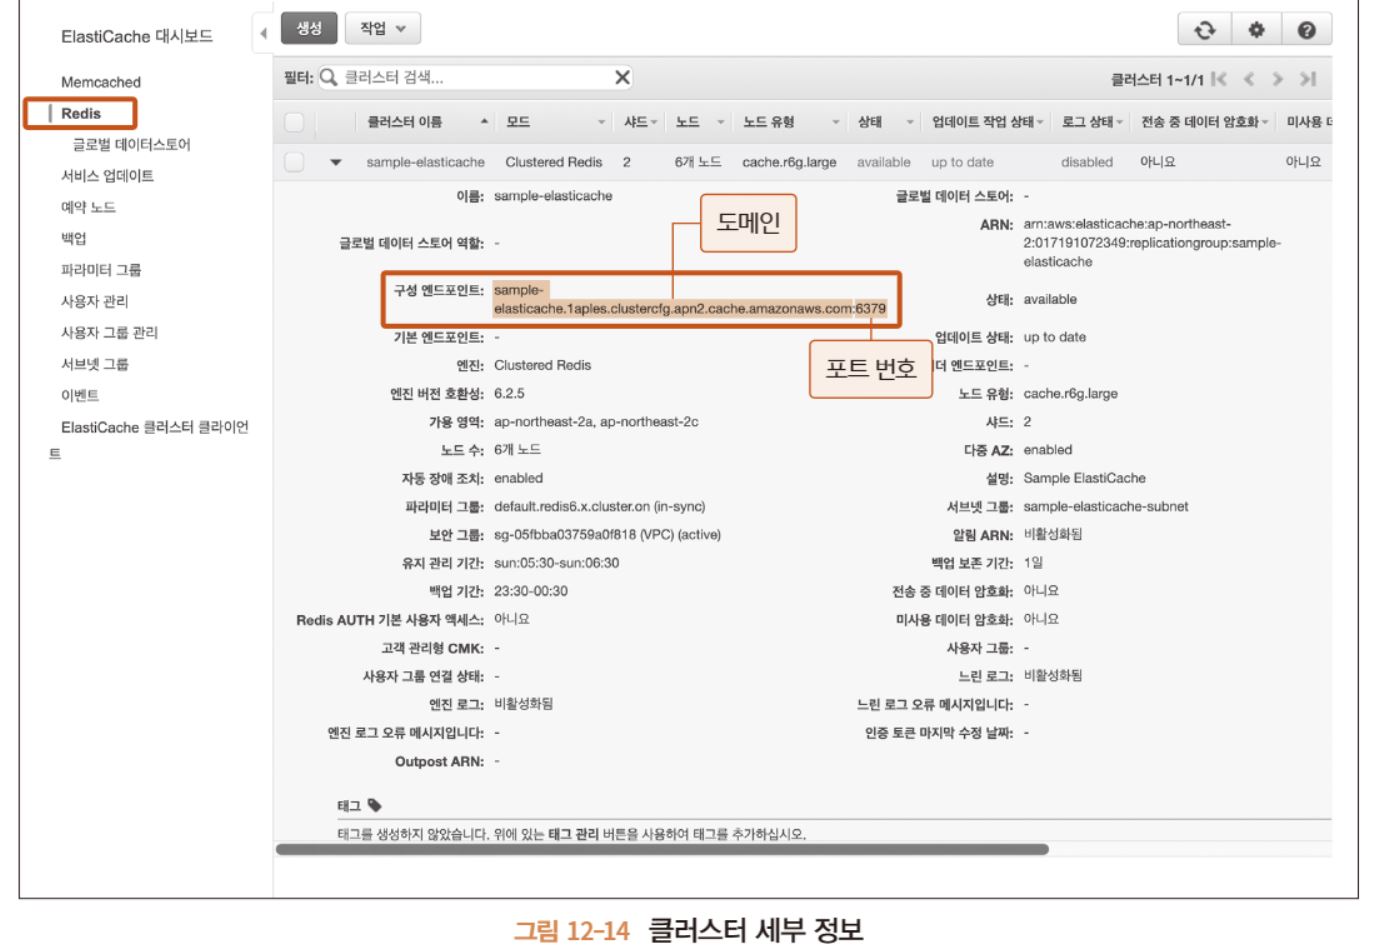 ElastiCache 대시보드
생성
작업
Memcached
Redis
글로벌 데이터스토어
서비스 업데이트
예약 노드
백업
파라미터 그룹
사용자 관리
사용자 그룹 관리
서브넷 그룹
이벤트
ElastiCache 클러스터 클라이언
트
필터: 클러스터 검색...
클러스터 1~1/1
클러스터 이름 모드 샤드 노드 노드 유형 상태 업데이트 작업 상태 로그 상태 전송 중 데이터 암호화 미사용
sample-elasticache Clustered Redis 2 6개 노드 cache.r6g.large available up to date disabled 아니요 아니요
이름: sample-elasticache
글로벌 데이터 스토어: -
도메인
글로벌 데이터 스토어 역할: -
ARN: arn:aws:elasticache:ap-northeast-
2:017191072349:replicationgroup:sample-
elasticache
구성 엔드포인트: sample-
elasticache.1aples.clustercfg.apn2.cache.amazonaws.com:6379
상태: available
기본 엔드포인트: -
업데이트 상태: up to date
포트 번호
엔진: Clustered Redis
더 엔드포인트: -
엔진 버전 호환성: 6.2.5
노드 유형: cache.r6g.large
가용 영역: ap-northeast-2a, ap-northeast-2c
샤드: 2
노드 수: 6개 노드
다중 AZ: enabled
자동 장애 조치: enabled
설명: Sample ElastiCache
파라미터 그룹: default.redis6.x.cluster.on (in-sync)
서브넷 그룹: sample-elasticache-subnet
보안 그룹: sg-05fbba03759a0f818 (VPC) (active)
알림 ARN: 비활성화됨
유지 관리 기간: sun:05:30-sun:06:30
백업 보존 기간: 1일
백업 기간: 23:30-00:30
전송 중 데이터 암호화: 아니요
Redis AUTH 기본 사용자 액세스: 아니요
미사용 데이터 암호화: 아니요
고객 관리형 CMK: -
사용자 그룹: -
사용자 그룹 연결 상태: -
느린 로그: 비활성화됨
엔진 로그: 비활성화됨
느린 로그 오류 메시지입니다: -
엔진 로그 오류 메시지입니다: -
인증 토큰 마지막 수정 날짜: -
Outpost ARN: -
태그
태그를 생성하지 않았습니다. 위에 있는 태그 관리 버튼을 사용하여 태그를 추가하십시오.
그림 12-14 클러스터 세부 정보